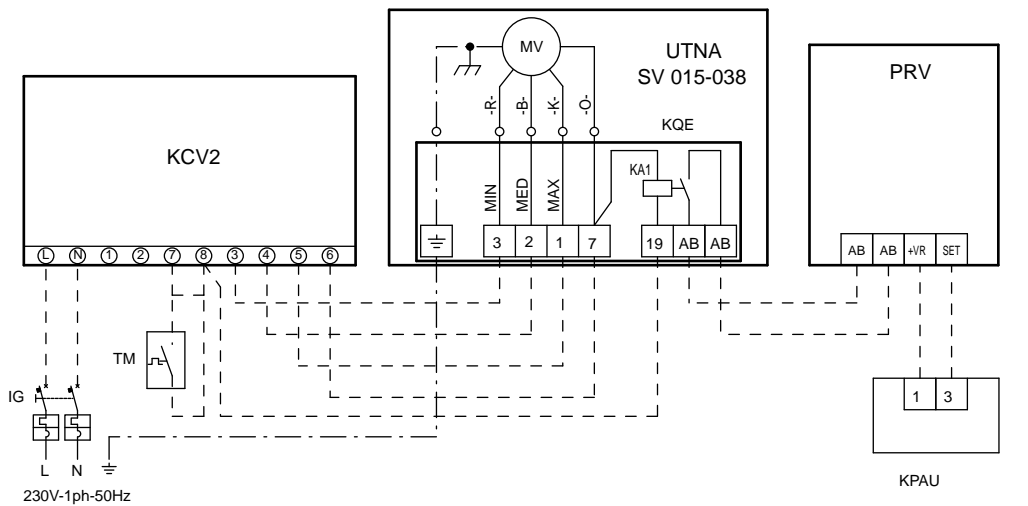 MV
UTNA
SV 015-038
PRV
-R-
-B-
-K-
-O-
KQE
KCV2
KA1
MIN
MED
MAX
3 2 1 7 19 AB AB
L N 1 2 7 8 3 4 5 6
AB AB +VR SET
TM
IG
1 3
L N
KPAU
230V-1ph-50Hz